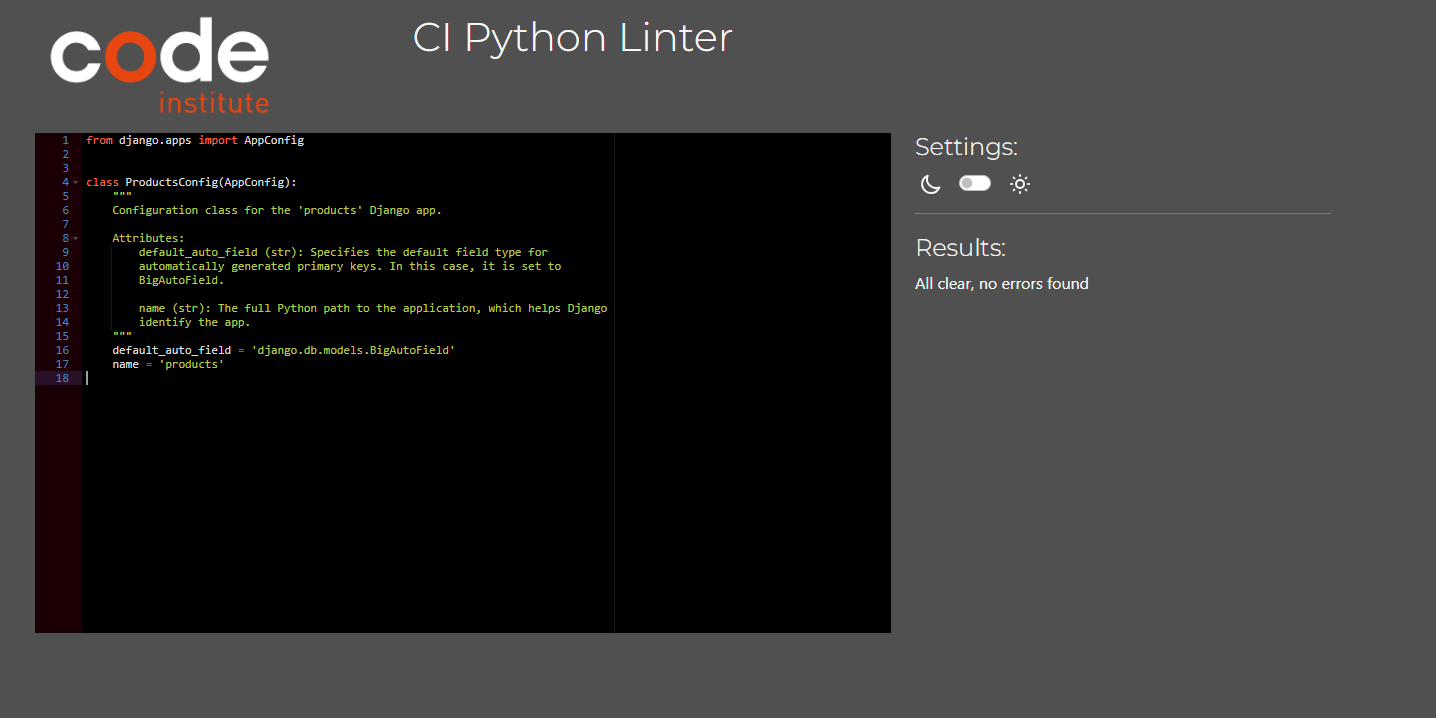 code
institute
CI Python Linter
1 from django.apps import AppConfig
2
3
4 class ProductsConfig(AppConfig):
5     """
6     Configuration class for the 'products' Django app.
7
8     Attributes:
9         default_auto_field (str): Specifies the default field type for
10         automatically generated primary keys. In this case, it is set to
11         BigAutoField.
12
13         name (str): The full Python path to the application, which helps Django
14         identify the app.
15     """
16     default_auto_field = 'django.db.models.BigAutoField'
17     name = 'products'
18
Settings:
Results:
All clear, no errors found